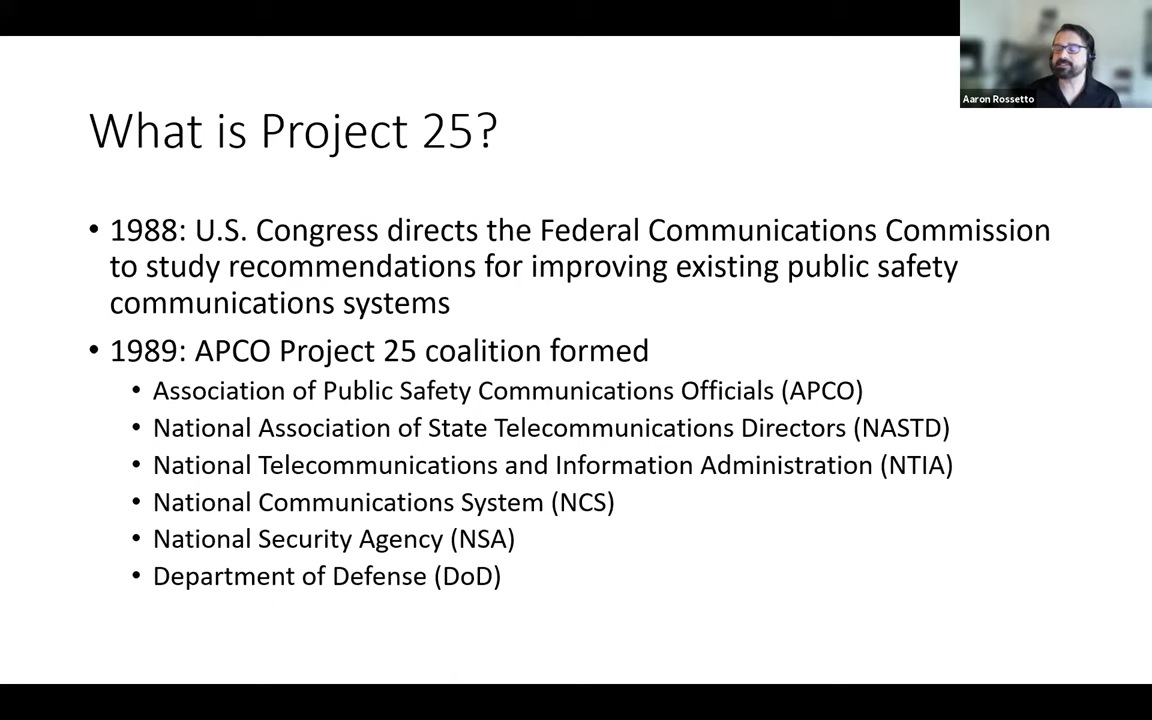 Aaron Rossetto
What is Project 25?
• 1988: U.S. Congress directs the Federal Communications Commission
to study recommendations for improving existing public safety
communications systems
• 1989: APCO Project 25 coalition formed
• Association of Public Safety Communications Officials (APCO)
• National Association of State Telecommunications Directors (NASTD)
• National Telecommunications and Information Administration (NTIA)
• National Communications System (NCS)
• National Security Agency (NSA)
• Department of Defense (DoD)